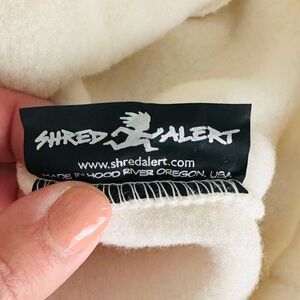 SHRED ALERT
www.shredalert.com
MADE IN HOOD RIVER OREGON, USA